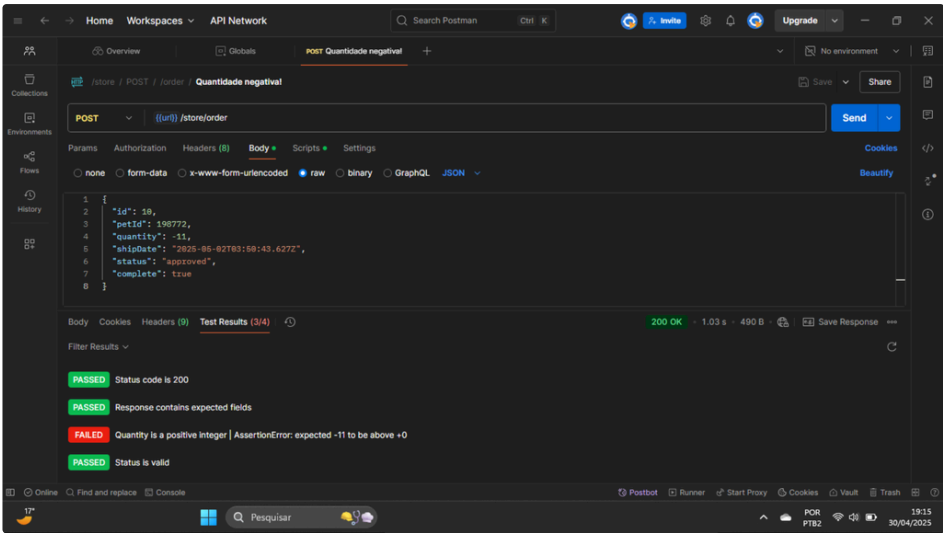 Home Workspaces API Network Search Postman Ctrl K Invite Upgrade
Overview Globals POST Quantidade negativa! No environment
/store / POST / /order / Quantidade negativa! Save Share
Collections
POST {{url}} /store/order Send
Environments
Params Authorization Headers (8) Body Scripts Settings Cookies
Flows
none form-data x-www-form-urlencoded raw binary GraphQL JSON Beautify
History
1 {
2 "id": 10,
3 "petId": 198772,
4 "quantity": -11,
5 "shipDate": "2025-05-02T03:50:43.627Z",
6 "status": "approved",
7 "complete": true
8 }
Body Cookies Headers (9) Test Results (3/4) 200 OK 1.03 s 490 B Save Response
Filter Results
PASSED Status code is 200
PASSED Response contains expected fields
FAILED Quantity is a positive integer | AssertionError: expected -11 to be above +0
PASSED Status is valid
Online Find and replace Console Postbot Runner Start Proxy Cookies Vault Trash
17° Pesquisar POR 19:15
PTB2 30/04/2025